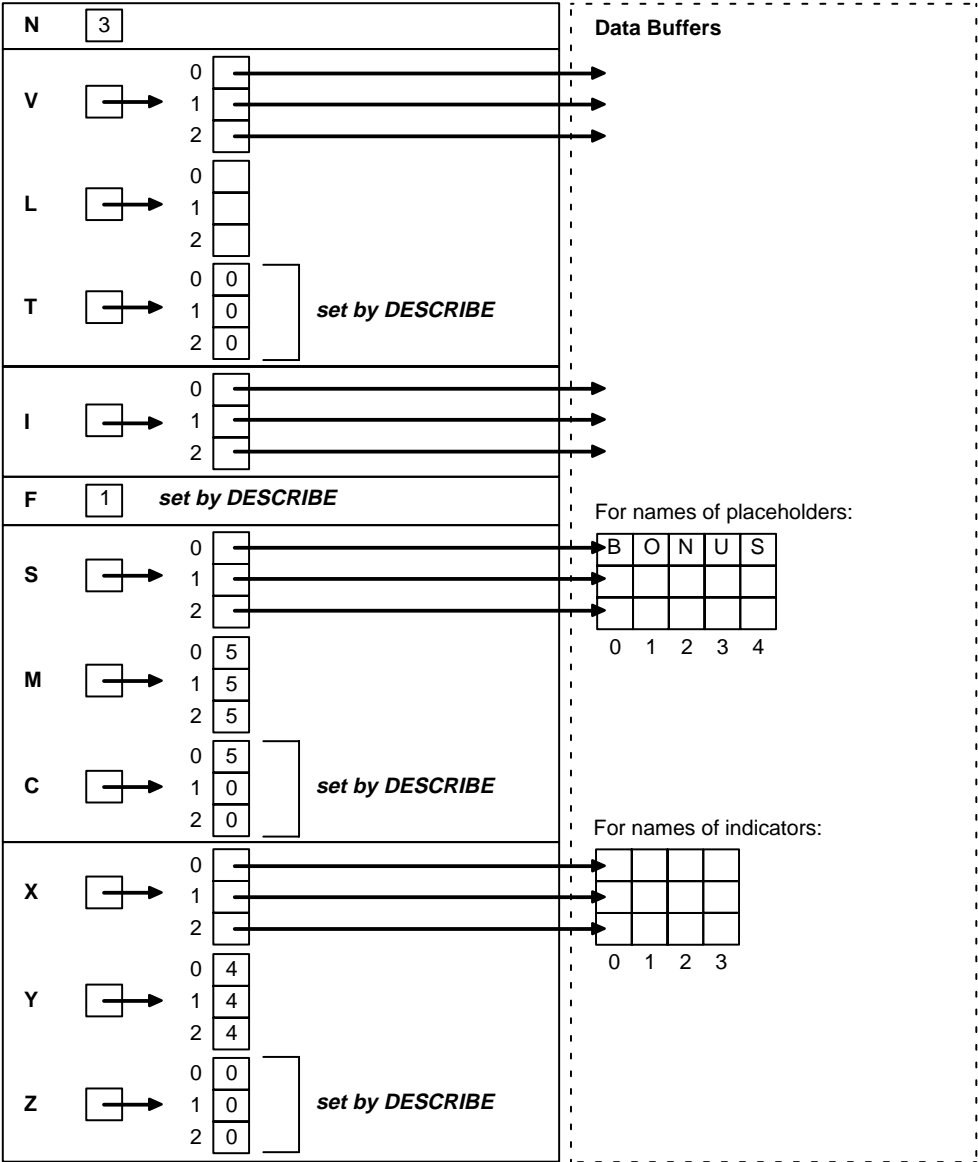 N 3
Data Buffers
0
V 1
2
0
L 1
2
0 0
T 1 0 set by DESCRIBE
2 0
0
I 1
2
F 1 set by DESCRIBE
For names of placeholders:
0 B O N U S
S 1
2
0 1 2 3 4
0 5
M 1 5
2 5
0 5
C 1 0 set by DESCRIBE
2 0
For names of indicators:
0
X 1
2
0 1 2 3
0 4
Y 1 4
2 4
0 0
Z 1 0 set by DESCRIBE
2 0